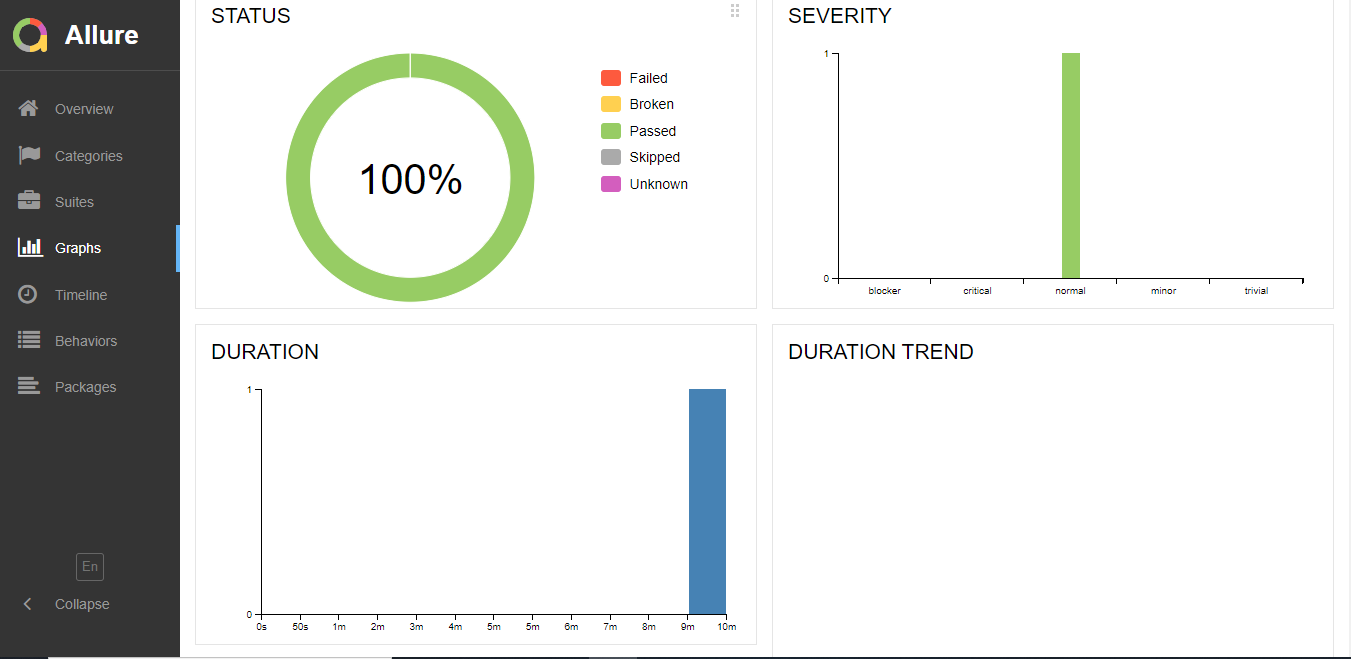 Allure
Overview
Categories
Suites
Graphs
Timeline
Behaviors
Packages
En
Collapse
STATUS
100%
Failed
Broken
Passed
Skipped
Unknown
SEVERITY
1
0
blocker critical normal minor trivial
DURATION
1
0
0s 50s 1m 2m 3m 4m 5m 5m 6m 7m 8m 9m 10m
DURATION TREND